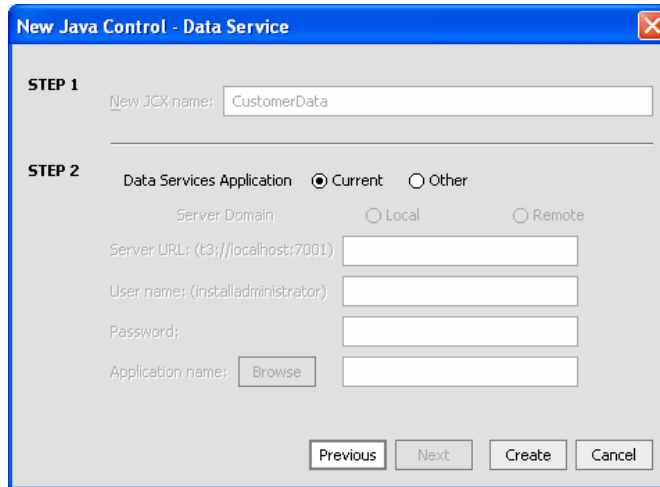 New Java Control - Data Service
STEP 1
New JCX name: CustomerData
STEP 2
Data Services Application Current Other
Server Domain Local Remote
Server URL: (t3://localhost:7001)
User name: (installadministrator)
Password:
Application name: Browse
Previous Next Create Cancel